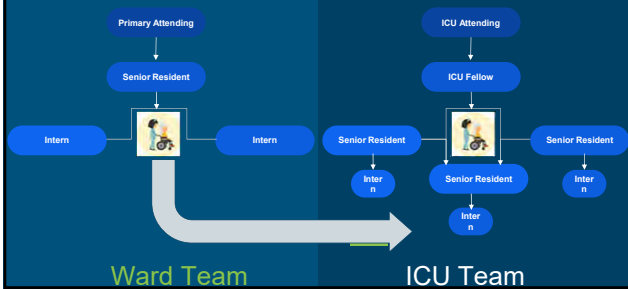 Primary Attending
Senior Resident
Intern
Intern
Ward Team
ICU Attending
ICU Fellow
Senior Resident
Senior Resident
Senior Resident
Inter
n
Inter
n
Inter
n
ICU Team